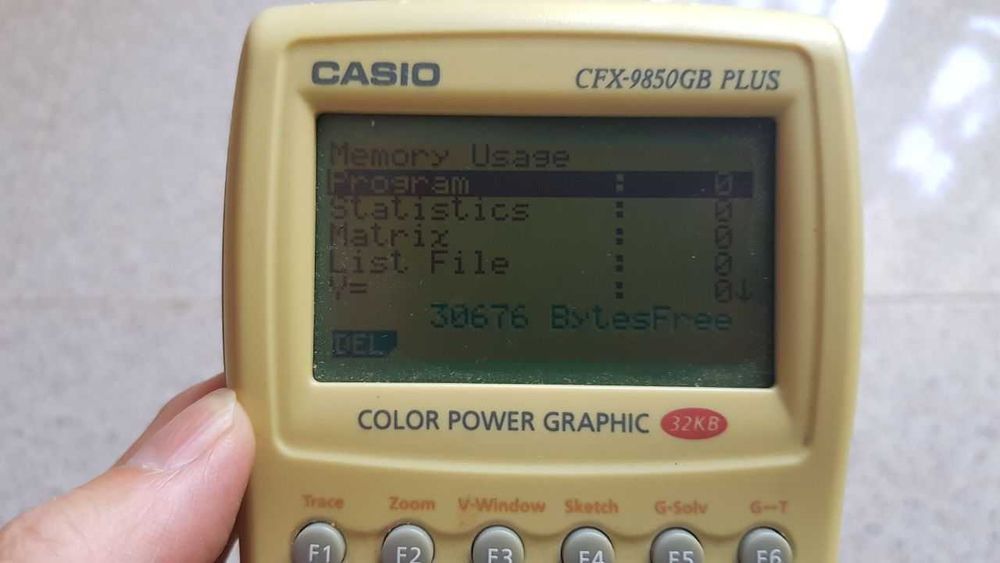 CASIO CFX-9850GB PLUS
Memory Usage
Program : 0
Statistics : 0
Matrix : 0
List File : 0
Y= : 0↓
30676 BytesFree
DEL
COLOR POWER GRAPHIC 32KB
Trace Zoom V-Window Sketch G-Solv G↔T
F1 F2 F3 F4 F5 F6